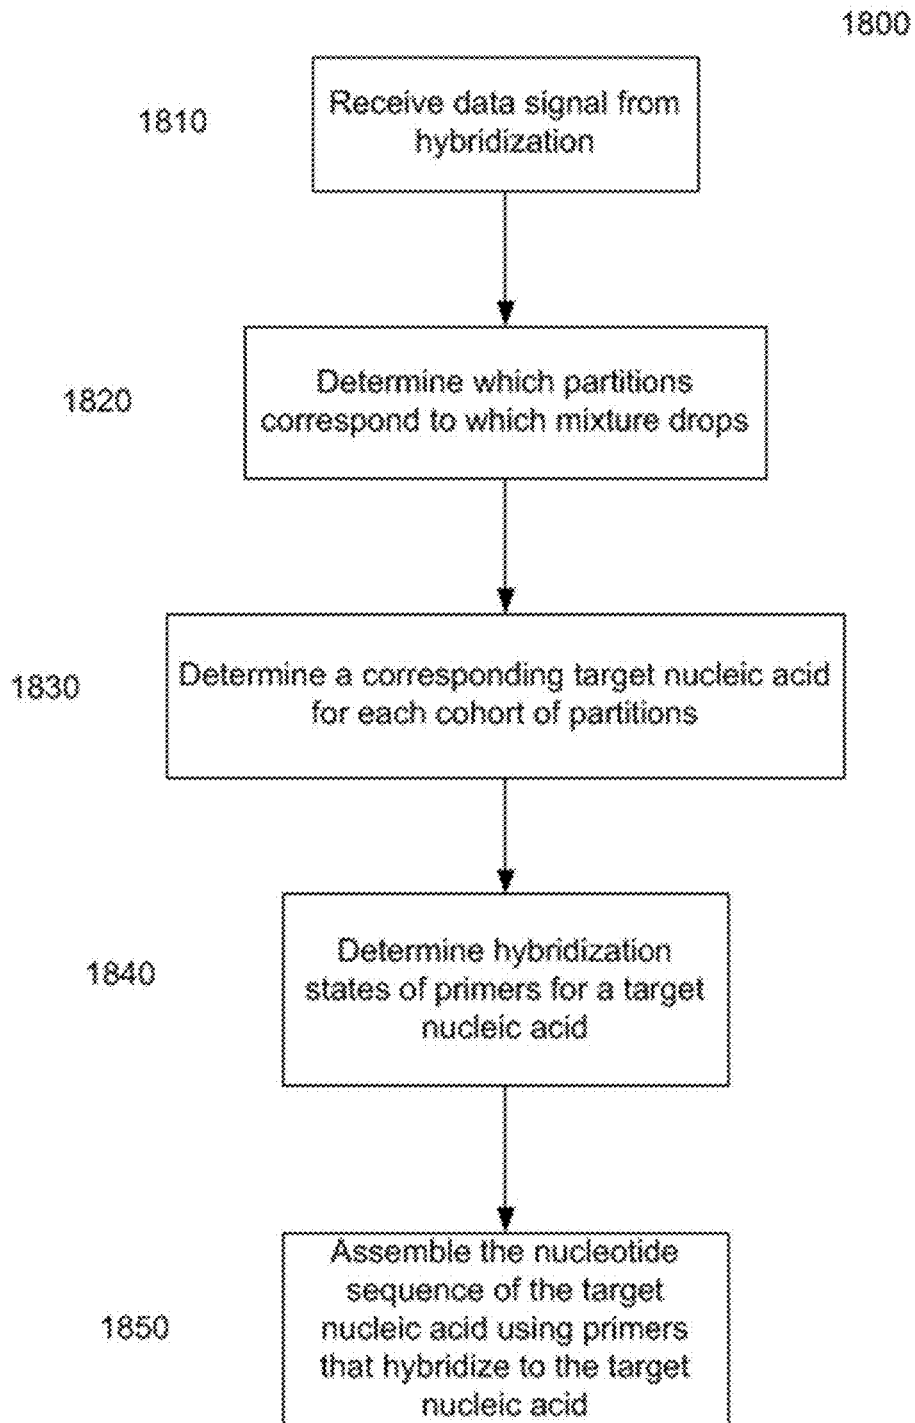 1800
1810
Receive data signal from
hybridization
1820
Determine which partitions
correspond to which mixture drops
1830
Determine a corresponding target nucleic acid
for each cohort of partitions
1840
Determine hybridization
states of primers for a target
nucleic acid
1850
Assemble the nucleotide
sequence of the target
nucleic acid using primers
that hybridize to the target
nucleic acid